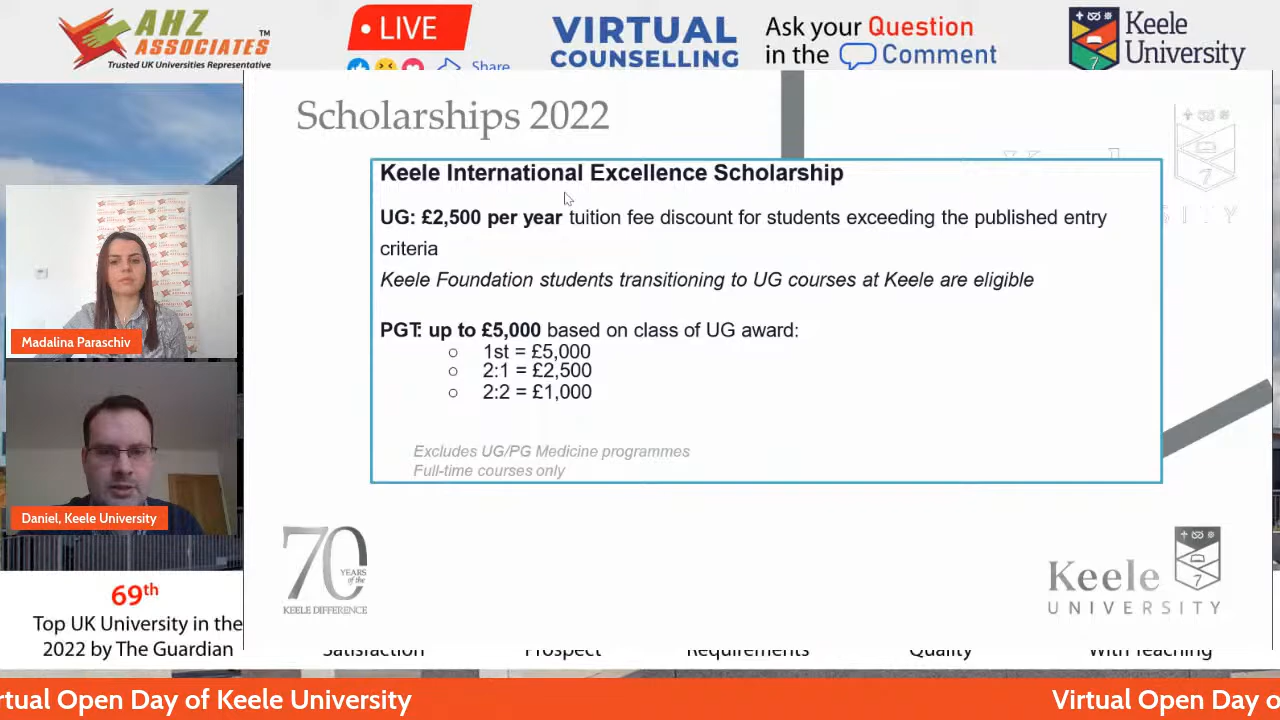 AHZ
ASSOCIATES
TM
Trusted UK Universities Representative
LIVE
Share
VIRTUAL
COUNSELLING
Ask your Question
in the Comment
Keele
University
Scholarships 2022
Keele International Excellence Scholarship
UG: £2,500 per year tuition fee discount for students exceeding the published entry
criteria
Keele Foundation students transitioning to UG courses at Keele are eligible
PGT: up to £5,000 based on class of UG award:
1st = £5,000
2:1 = £2,500
2:2 = £1,000
Excludes UG/PG Medicine programmes
Full-time courses only
Madalina Paraschiv
Daniel, Keele University
70
YEARS
of the
KEELE DIFFERENCE
Keele
UNIVERSITY
69th
Top UK University in the
2022 by The Guardian
Satisfaction
Prospect
Requirements
Quality
With Teaching
rtual Open Day of Keele University
Virtual Open Day o